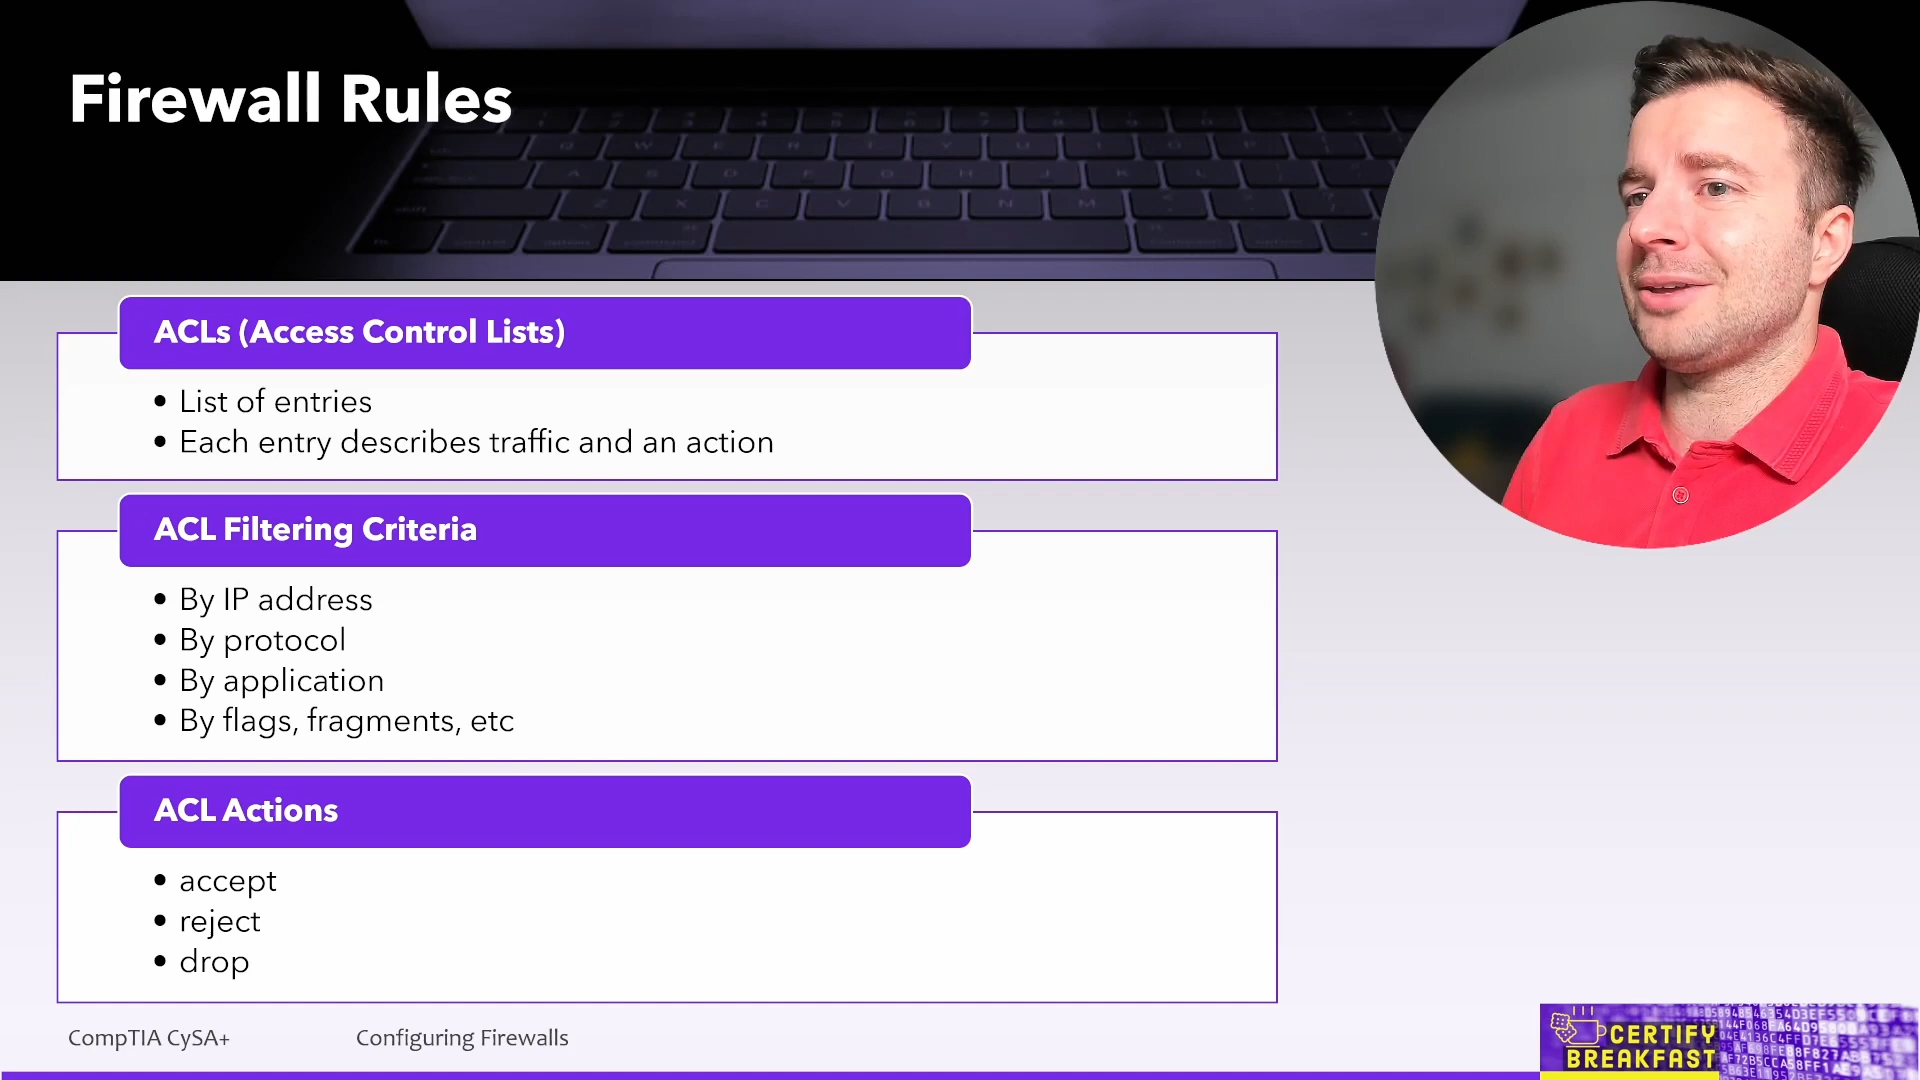 Firewall Rules
ACLs (Access Control Lists)
• List of entries
• Each entry describes traffic and an action
ACL Filtering Criteria
• By IP address
• By protocol
• By application
• By flags, fragments, etc
ACL Actions
• accept
• reject
• drop
CompTIA CySA+
Configuring Firewalls
CERTIFY
BREAKFAST